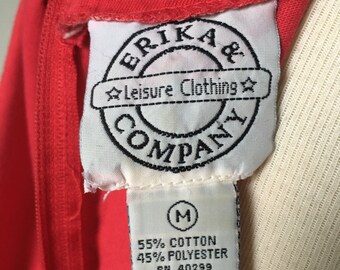 ERIKA &
☆ Leisure Clothing ☆
COMPANY
M
55% COTTON
45% POLYESTER
RN 40299